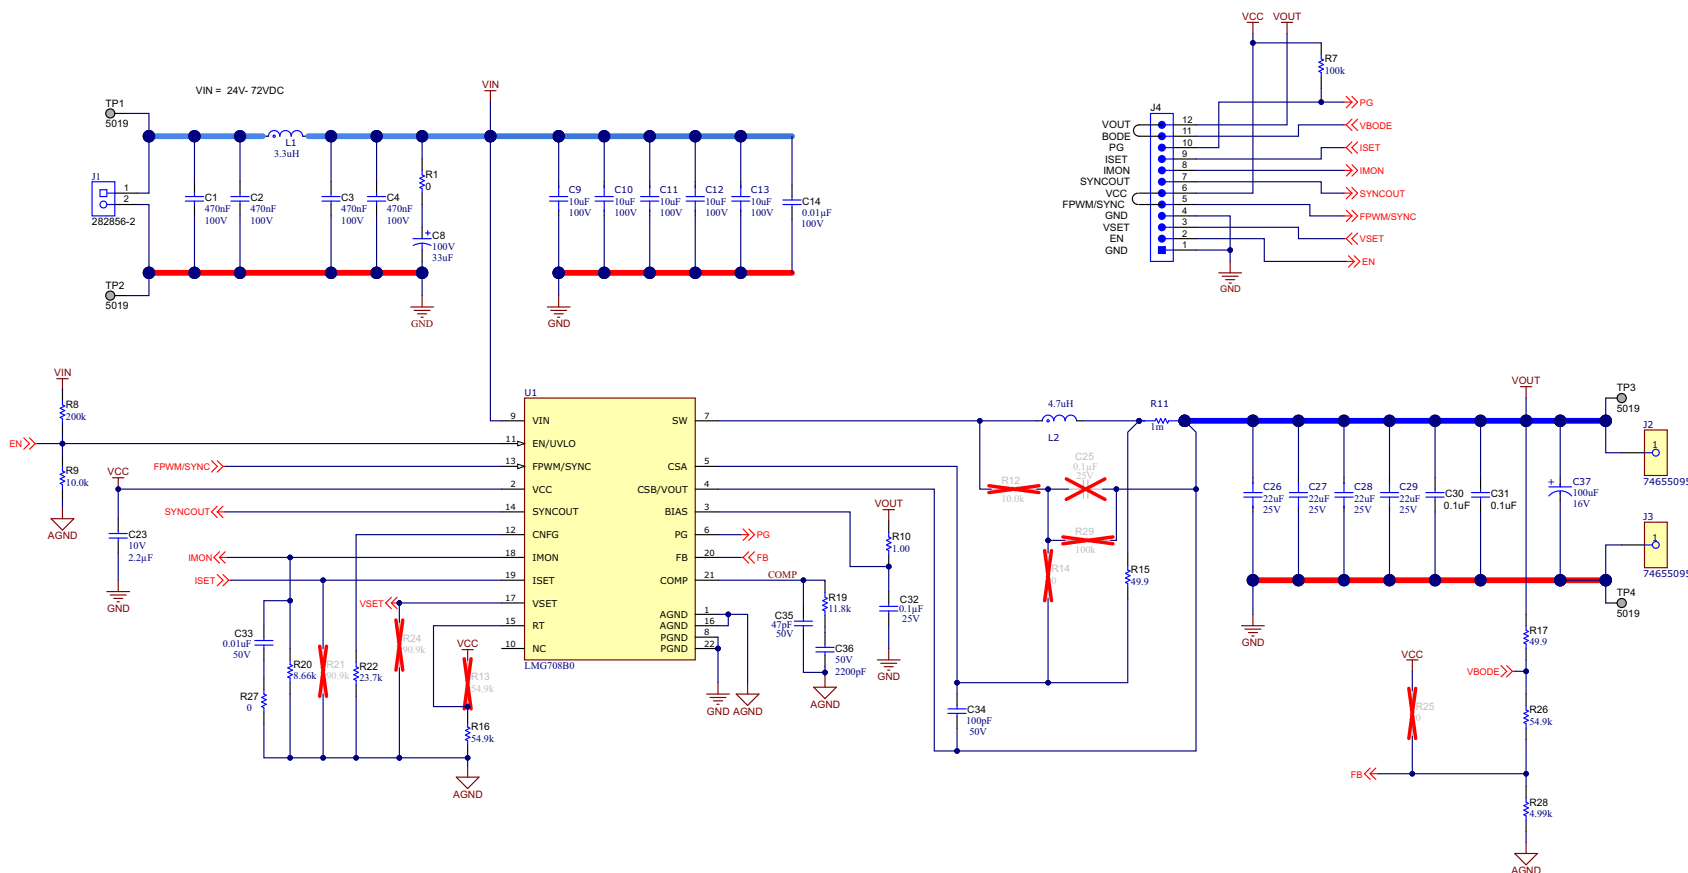 VCC VOUT
R7
100k
VIN = 24V- 72VDC
VIN
TP1
5019
L1
3.3uH
J1
1
2
282856-2
C1
470nF
100V
C2
470nF
100V
C3
470nF
100V
C4
470nF
100V
R1
0
C8
100V
33uF
TP2
5019
GND
C9
10uF
100V
C10
10uF
100V
C11
10uF
100V
C12
10uF
100V
C13
10uF
100V
C14
0.01µF
100V
GND
J4
VOUT 12
BODE 11
PG 10
ISET 9
IMON 8
SYNCOUT 7
VCC 6
FPWM/SYNC 5
GND 4
VSET 3
EN 2
GND 1
PG
VBODE
ISET
IMON
SYNCOUT
FPWM/SYNC
VSET
EN
GND
VIN
R8
200k
EN
R9
10.0k
AGND
FPWM/SYNC
VCC
SYNCOUT
C23
10V
2.2µF
GND
IMON
ISET
VSET
C33
0.01uF
50V
R27
0
R20
8.66k
R21
90.9k
R22
23.7k
R24
90.9k
VCC
R13
54.9k
R16
54.9k
AGND
U1
9 VIN
11 EN/UVLO
13 FPWM/SYNC
2 VCC
14 SYNCOUT
12 CNFG
18 IMON
19 ISET
17 VSET
15 RT
10 NC
SW 7
CSA 5
CSB/VOUT 4
BIAS 3
PG 6
FB 20
COMP 21
AGND 1
AGND 16
PGND 8
PGND 22
LMG708B0
PG
FB
COMP
C35
47pF
50V
R19
11.8k
C36
50V
2200pF
AGND
GND AGND
VOUT
R10
1.00
C32
0.1µF
25V
GND
4.7uH
L2
R11
1m
R12
10.0k
C25
0.1µF
25V
R29
100k
R14
0
R15
49.9
C34
100pF
50V
VOUT
TP3
5019
J2
1
74655095
C26
22uF
25V
C27
22uF
25V
C28
22uF
25V
C29
22uF
25V
C30
0.1uF
C31
0.1uF
C37
100uF
16V
J3
1
74655095
TP4
5019
GND
R17
49.9
VBODE
VCC
R25
0
R26
54.9k
FB
R28
4.99k
AGND